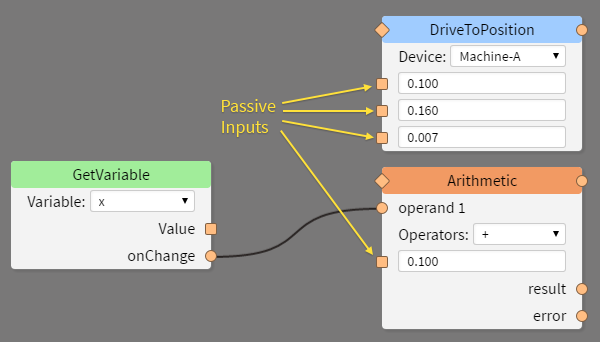 DriveToPosition
Device: Machine-A
0.100
0.160
0.007
Passive
Inputs
GetVariable
Variable: x
Value
onChange
Arithmetic
operand 1
Operators: +
0.100
result
error